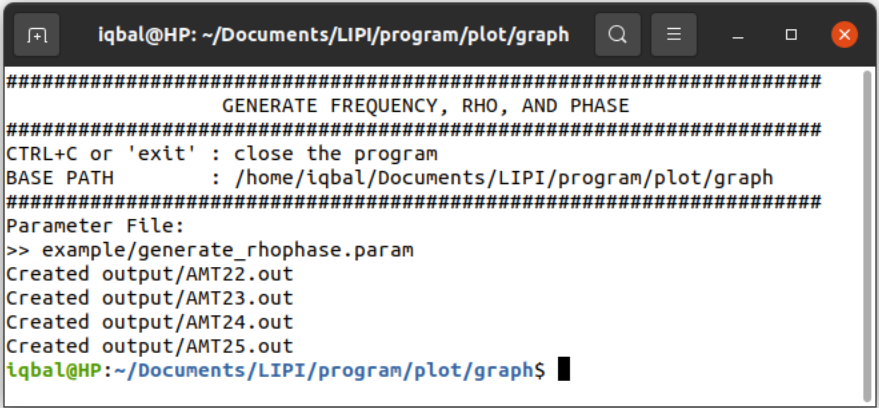 iqbal@HP: ~/Documents/LIPI/program/plot/graph
####################################################################
GENERATE FREQUENCY, RHO, AND PHASE
####################################################################
CTRL+C or 'exit' : close the program
BASE PATH        : /home/iqbal/Documents/LIPI/program/plot/graph
####################################################################
Parameter File:
>> example/generate_rhophase.param
Created output/AMT22.out
Created output/AMT23.out
Created output/AMT24.out
Created output/AMT25.out
iqbal@HP:~/Documents/LIPI/program/plot/graph$